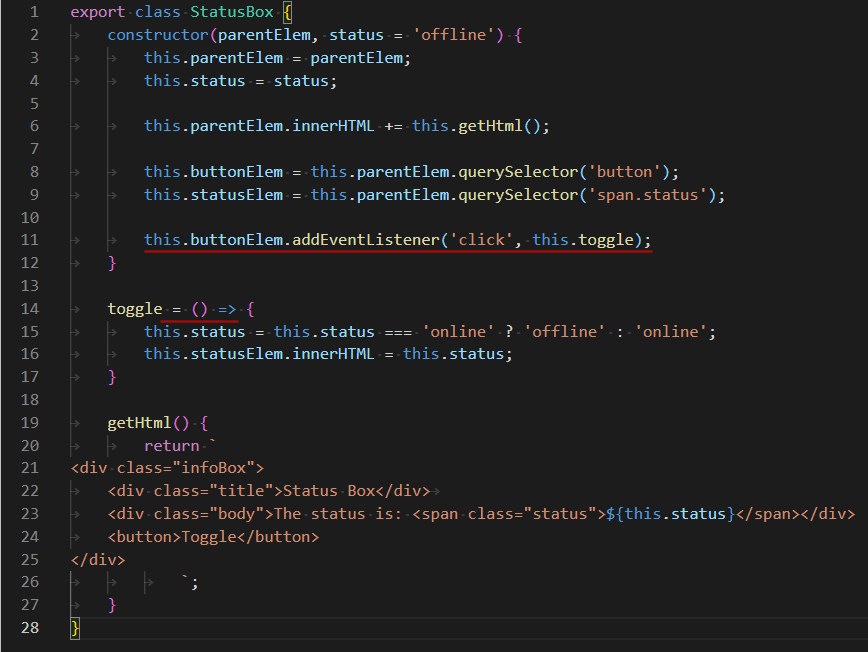 1 export class StatusBox {
2 constructor(parentElem, status = 'offline') {
3 this.parentElem = parentElem;
4 this.status = status;
5
6 this.parentElem.innerHTML += this.getHtml();
7
8 this.buttonElem = this.parentElem.querySelector('button');
9 this.statusElem = this.parentElem.querySelector('span.status');
10
11 this.buttonElem.addEventListener('click', this.toggle);
12 }
13
14 toggle = () => {
15 this.status = this.status === 'online' ? 'offline' : 'online';
16 this.statusElem.innerHTML = this.status;
17 }
18
19 getHtml() {
20 return `
21 <div class="infoBox">
22 <div class="title">Status Box</div>
23 <div class="body">The status is: <span class="status">${this.status}</span></div>
24 <button>Toggle</button>
25 </div>
26 `;
27 }
28 }